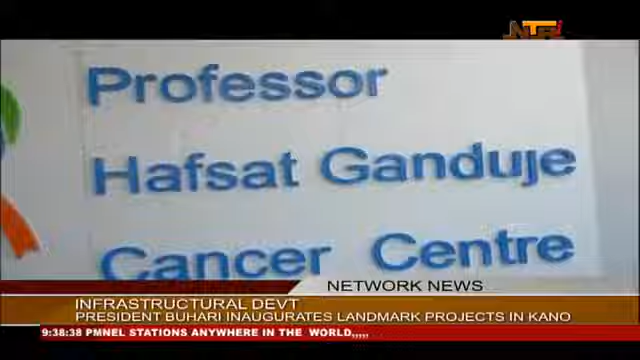 NTA
Professor
Hafsat Ganduje
Cancer Centre
NETWORK NEWS
INFRASTRUCTURAL DEVT
PRESIDENT BUHARI INAUGURATES LANDMARK PROJECTS IN KANO
9:38:38 PMNEL STATIONS ANYWHERE IN THE WORLD,,,,,